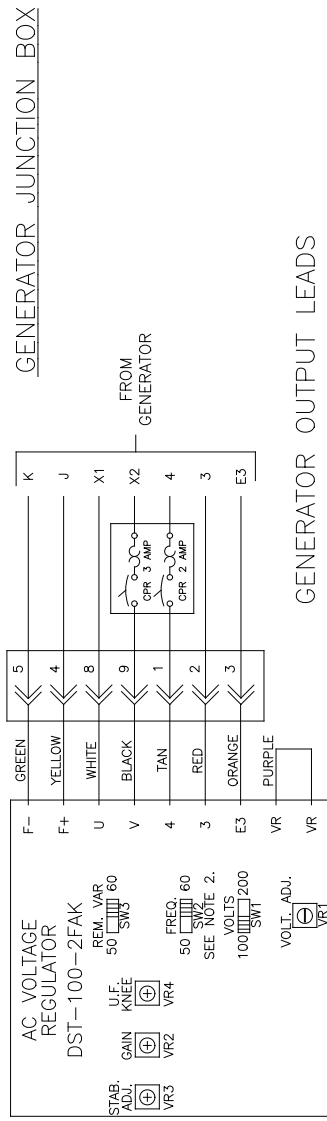 GENERATOR JUNCTION BOX
AC VOLTAGE
REGULATOR
DST-100-2FAK
STAB.
ADJ.
VR3
GAIN
VR2
U.F.
KNEE
VR4
REM. VAR
50 60
SW3
FREQ.
50 60
SW2
SEE NOTE 2.
VOLTS
100 200
SW1
VOLT. ADJ.
VR1
F- GREEN 5 K
F+ YELLOW 4 J
U WHITE 8 X1
V BLACK 9 CPR 3 AMP X2
4 TAN 1 CPR 2 AMP 4
3 RED 2 3
E3 ORANGE 3 E3
VR PURPLE
VR
FROM
GENERATOR
GENERATOR OUTPUT LEADS